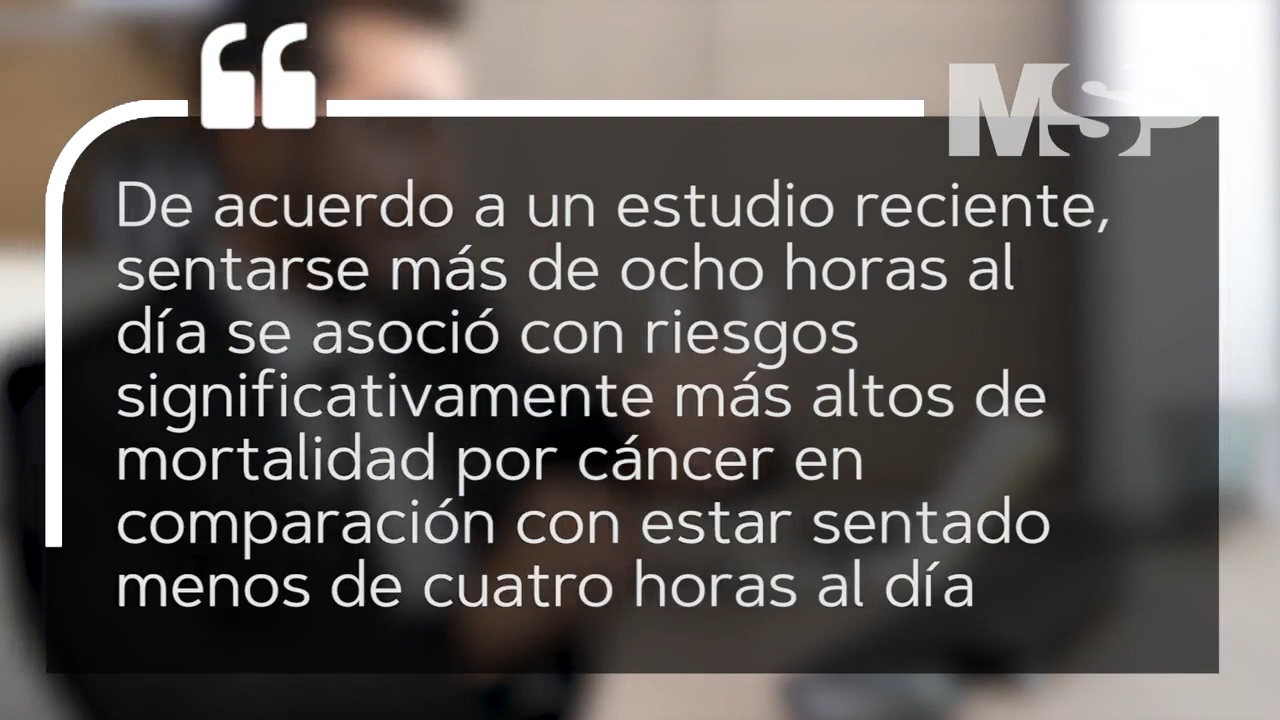 MSP
De acuerdo a un estudio reciente,
sentarse más de ocho horas al
día se asoció con riesgos
significativamente más altos de
mortalidad por cáncer en
comparación con estar sentado
menos de cuatro horas al día